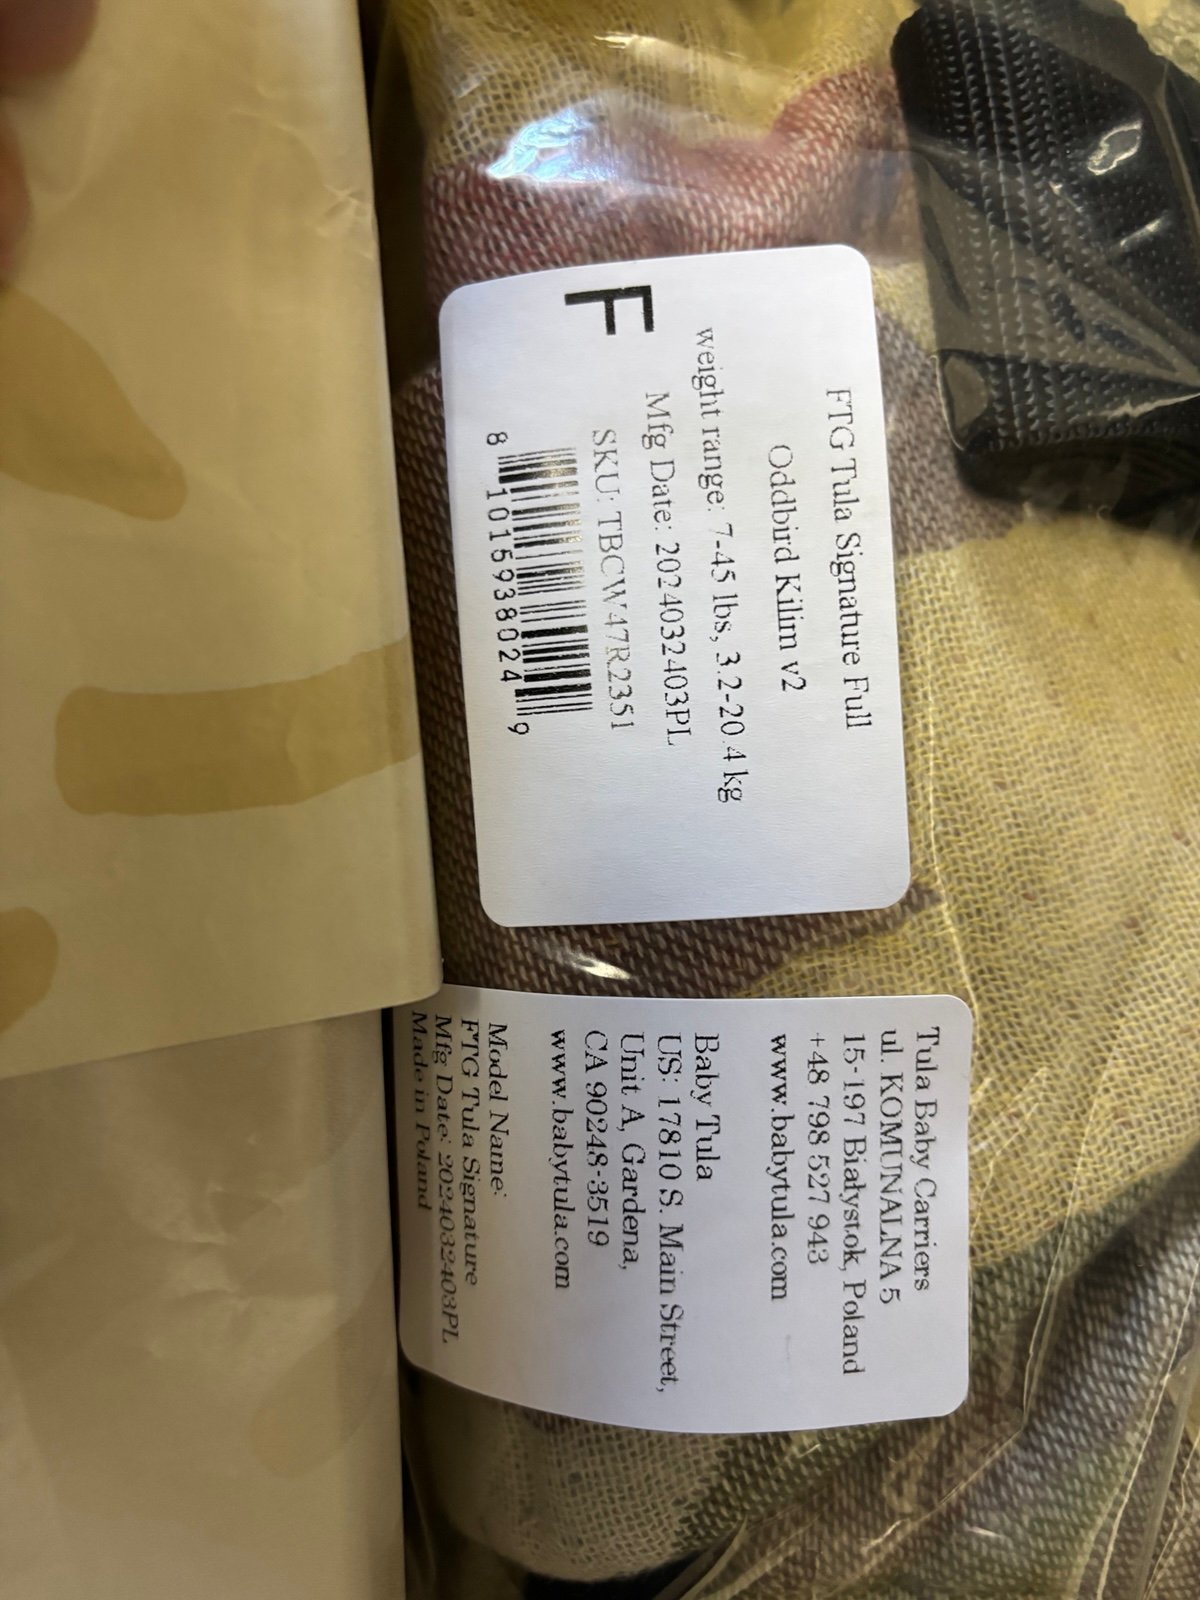 FTG Tula Signature Full
Oddbird Kilim v2
weight range: 7-45 lbs, 3.2-20.4 kg
Mfg Date: 2024032403PL
SKU: TBCW47R2351
F
8 10159 38024 9
Tula Baby Carriers
ul. KOMUNALNA 5
15-197 Białystok, Poland
+48 798 527 943
www.babytula.com
Baby Tula
US: 17810 S. Main Street,
Unit A, Gardena,
CA 90248-3519
www.babytula.com
Model Name:
FTG Tula Signature
Mfg Date: 2024032403PL
Made in Poland